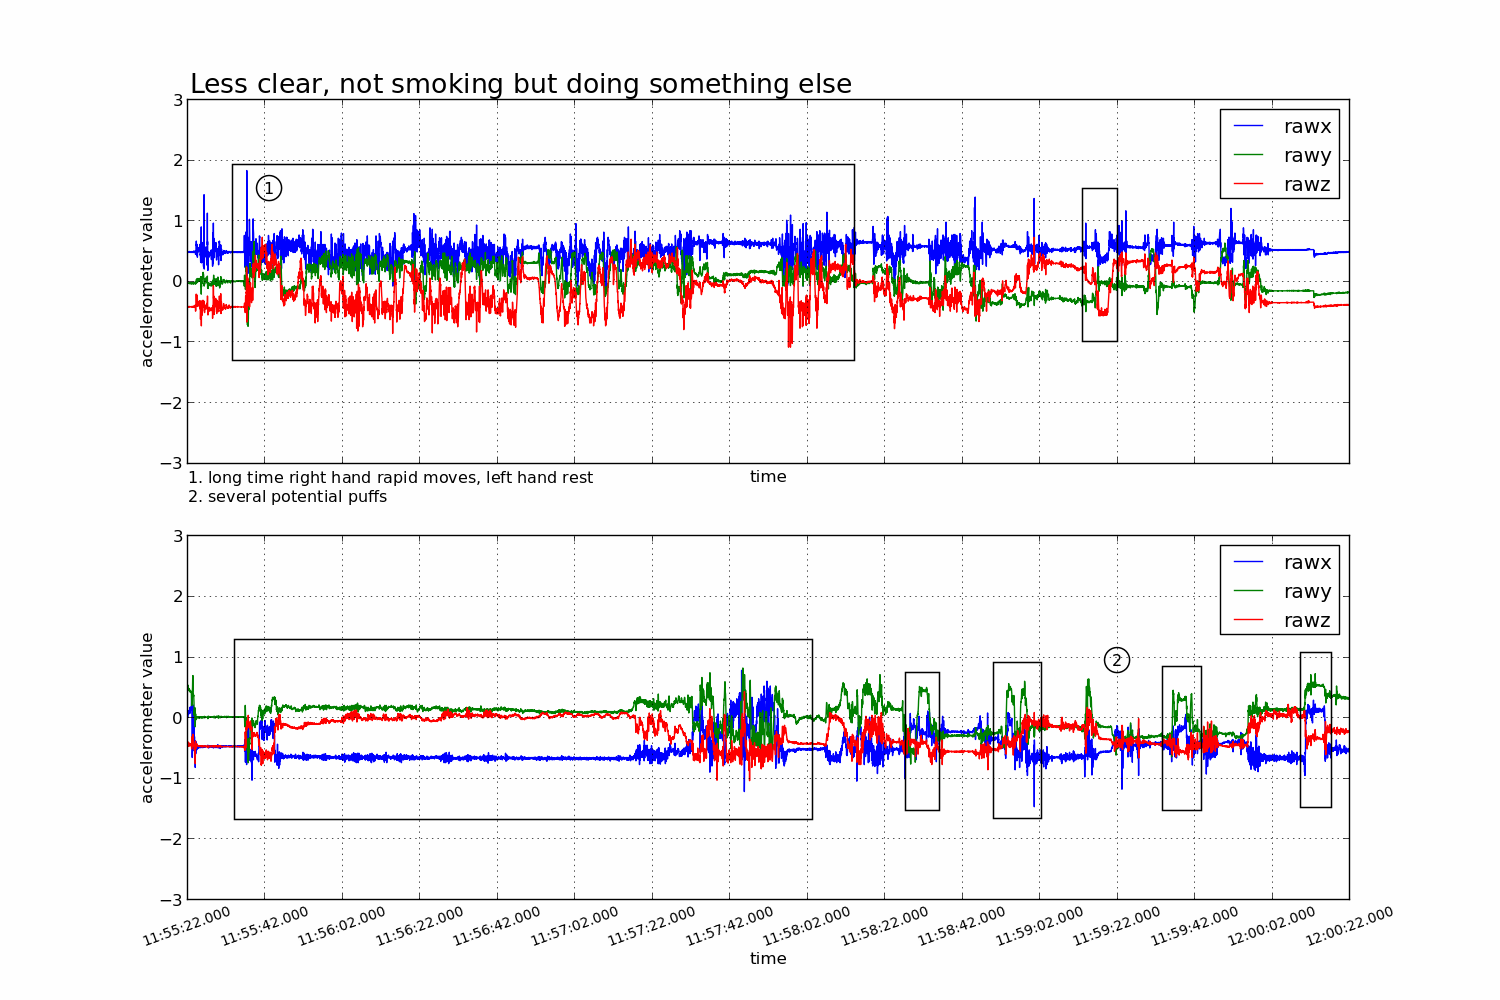 Less clear, not smoking but doing something else
3
2
1
0
−1
−2
−3
accelerometer value
1
rawx
rawy
rawz
time
1. long time right hand rapid moves, left hand rest
2. several potential puffs
3
2
1
0
−1
−2
−3
accelerometer value
2
rawx
rawy
rawz
11:55:22.000
11:55:42.000
11:56:02.000
11:56:22.000
11:56:42.000
11:57:02.000
11:57:22.000
11:57:42.000
11:58:02.000
11:58:22.000
11:58:42.000
11:59:02.000
11:59:22.000
11:59:42.000
12:00:02.000
12:00:22.000
time